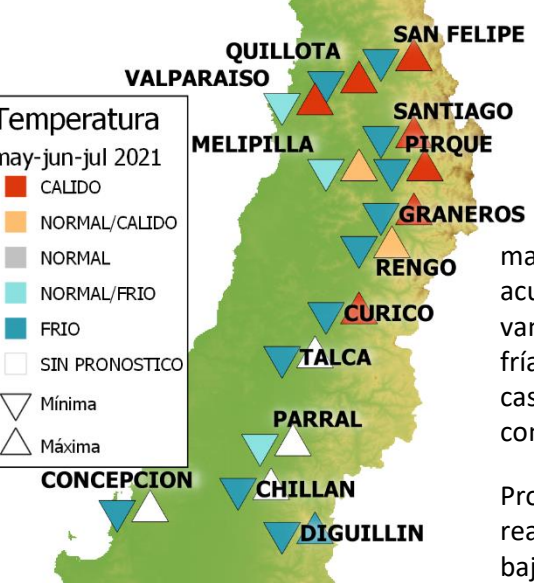 SAN FELIPE
QUILLOTA
VALPARAISO
SANTIAGO
MELIPILLA
PIRQUE
GRANEROS
RENGO
CURICO
TALCA
PARRAL
CHILLAN
CONCEPCION
DIGUILLIN
Temperatura
may-jun-jul 2021
CALIDO
NORMAL/CALIDO
NORMAL
NORMAL/FRIO
FRIO
SIN PRONOSTICO
Mínima
Máxima
ma
acu
van
fría
cas
con
Pro
rea
baj